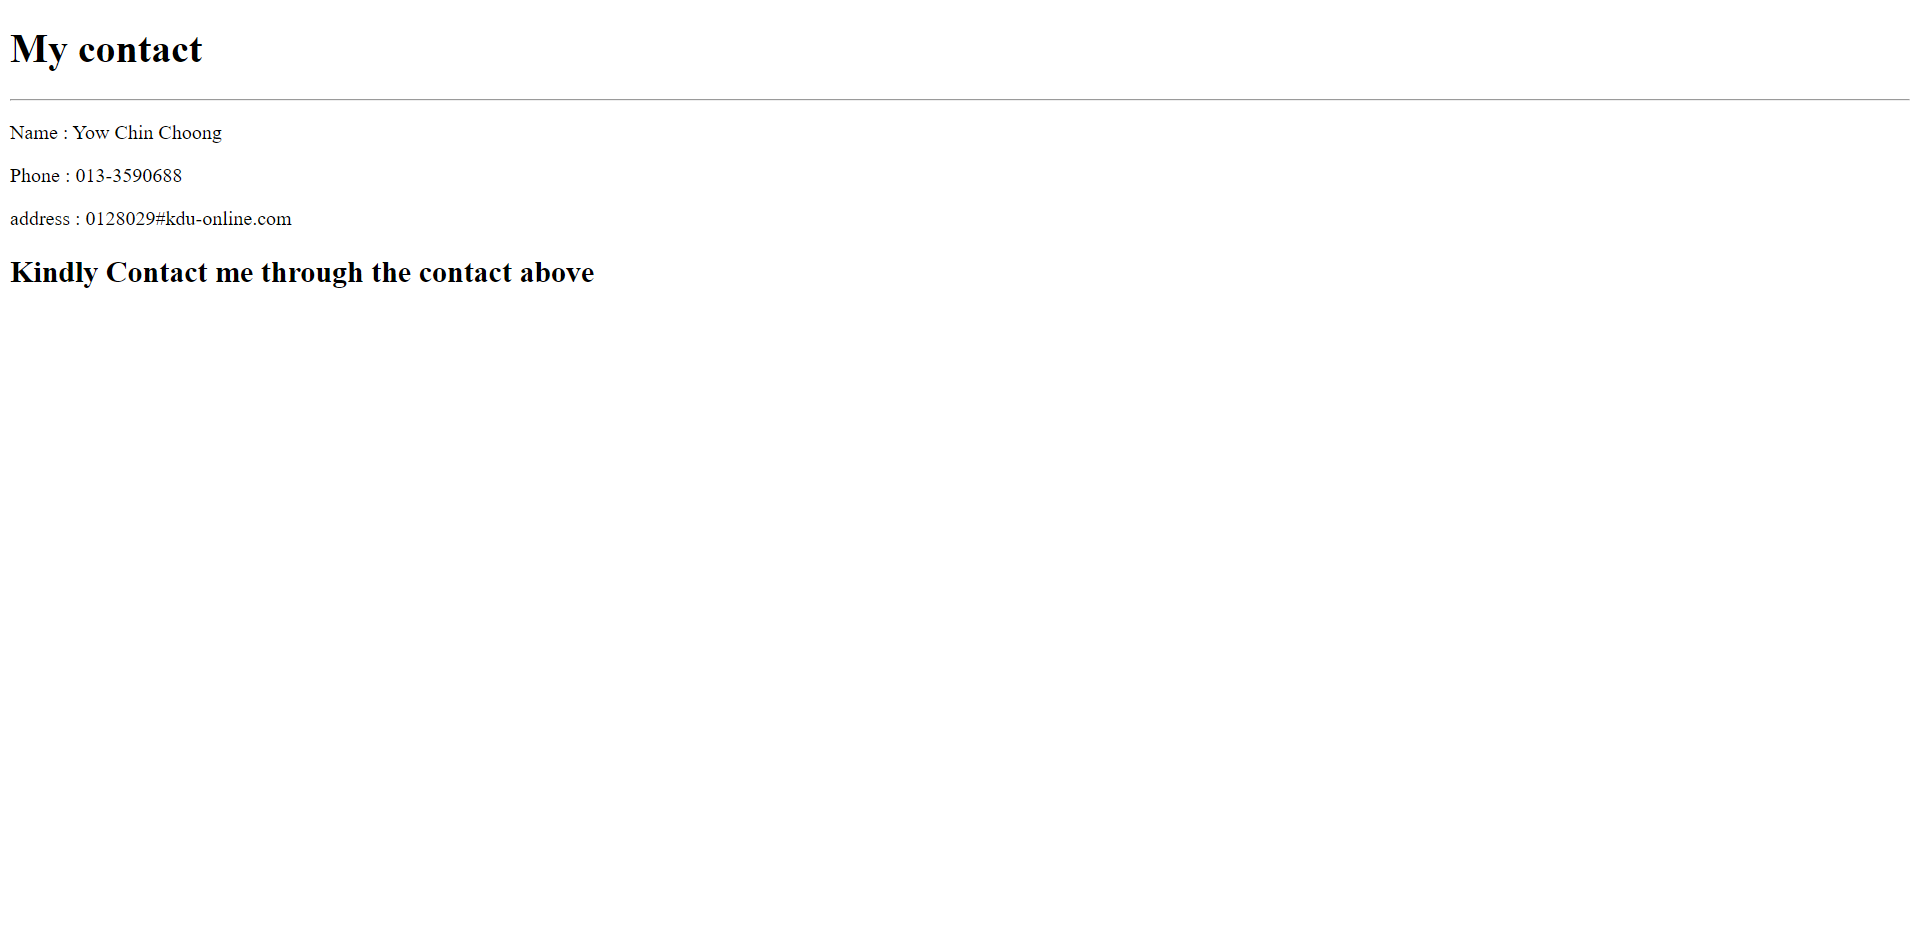 My contact
Name : Yow Chin Choong
Phone : 013-3590688
address : 0128029#kdu-online.com
Kindly Contact me through the contact above